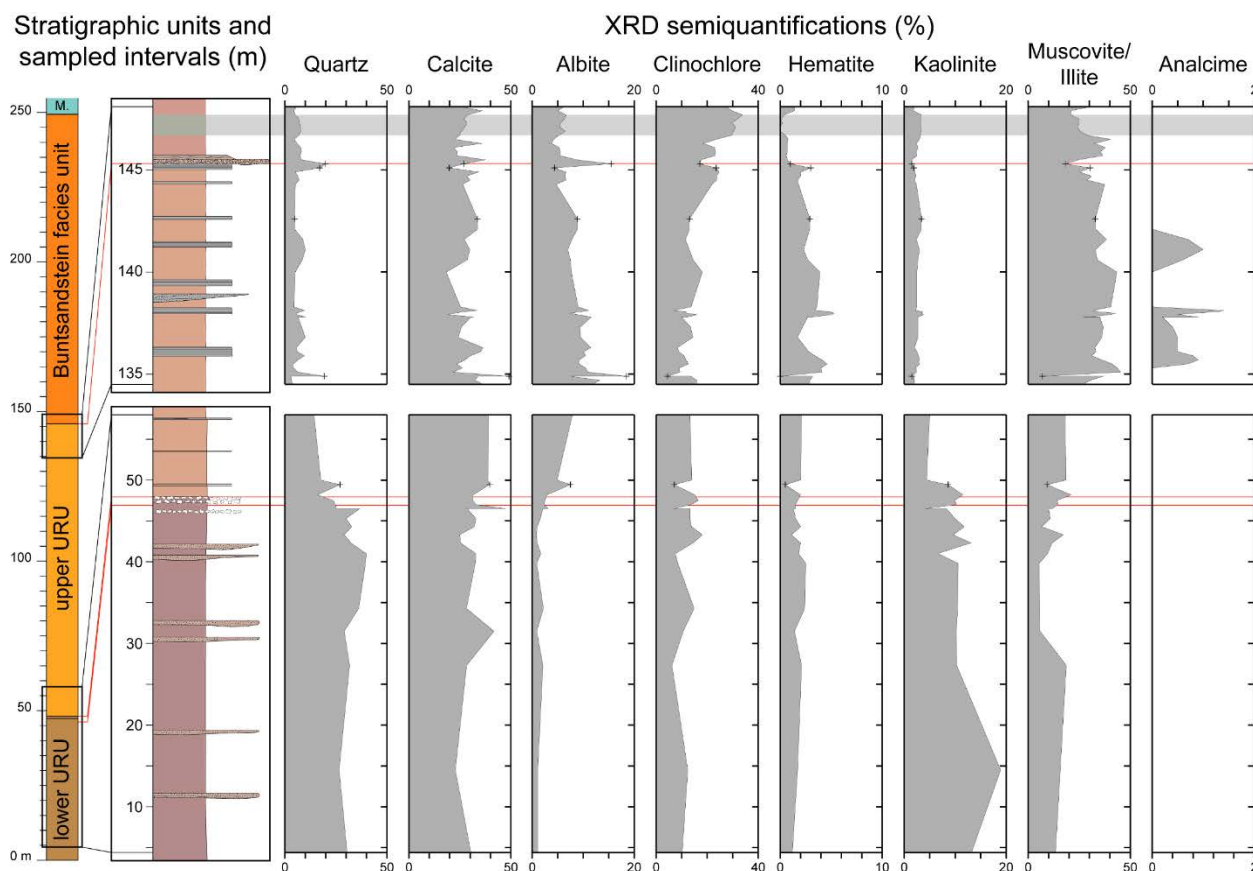 Stratigraphic units and
sampled intervals (m)
XRD semiquantifications (%)
Quartz
Calcite
Albite
Clinochlore
Hematite
Kaolinite
Muscovite/
Illite
Analcime
250
M.
Buntsandstein facies unit
200
150
upper URU
100
50
lower URU
0 m
145
140
135
50
40
30
20
10
0 50 0 50 0 20 0 40 0 10 0 20 0 50 0 2
0 50
0 50
0 20
0 40
0 10%
0 20
0 50
0 2